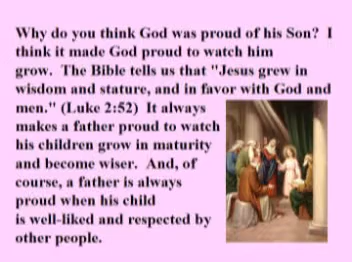 Why do you think God was proud of his Son?  I
think it made God proud to watch him
grow.  The Bible tells us that "Jesus grew in
wisdom and stature, and in favor with God and
men." (Luke 2:52)  It always
makes a father proud to watch
his children grow in maturity
and become wiser.  And, of
course, a father is always
proud when his child
is well-liked and respected by
other people.